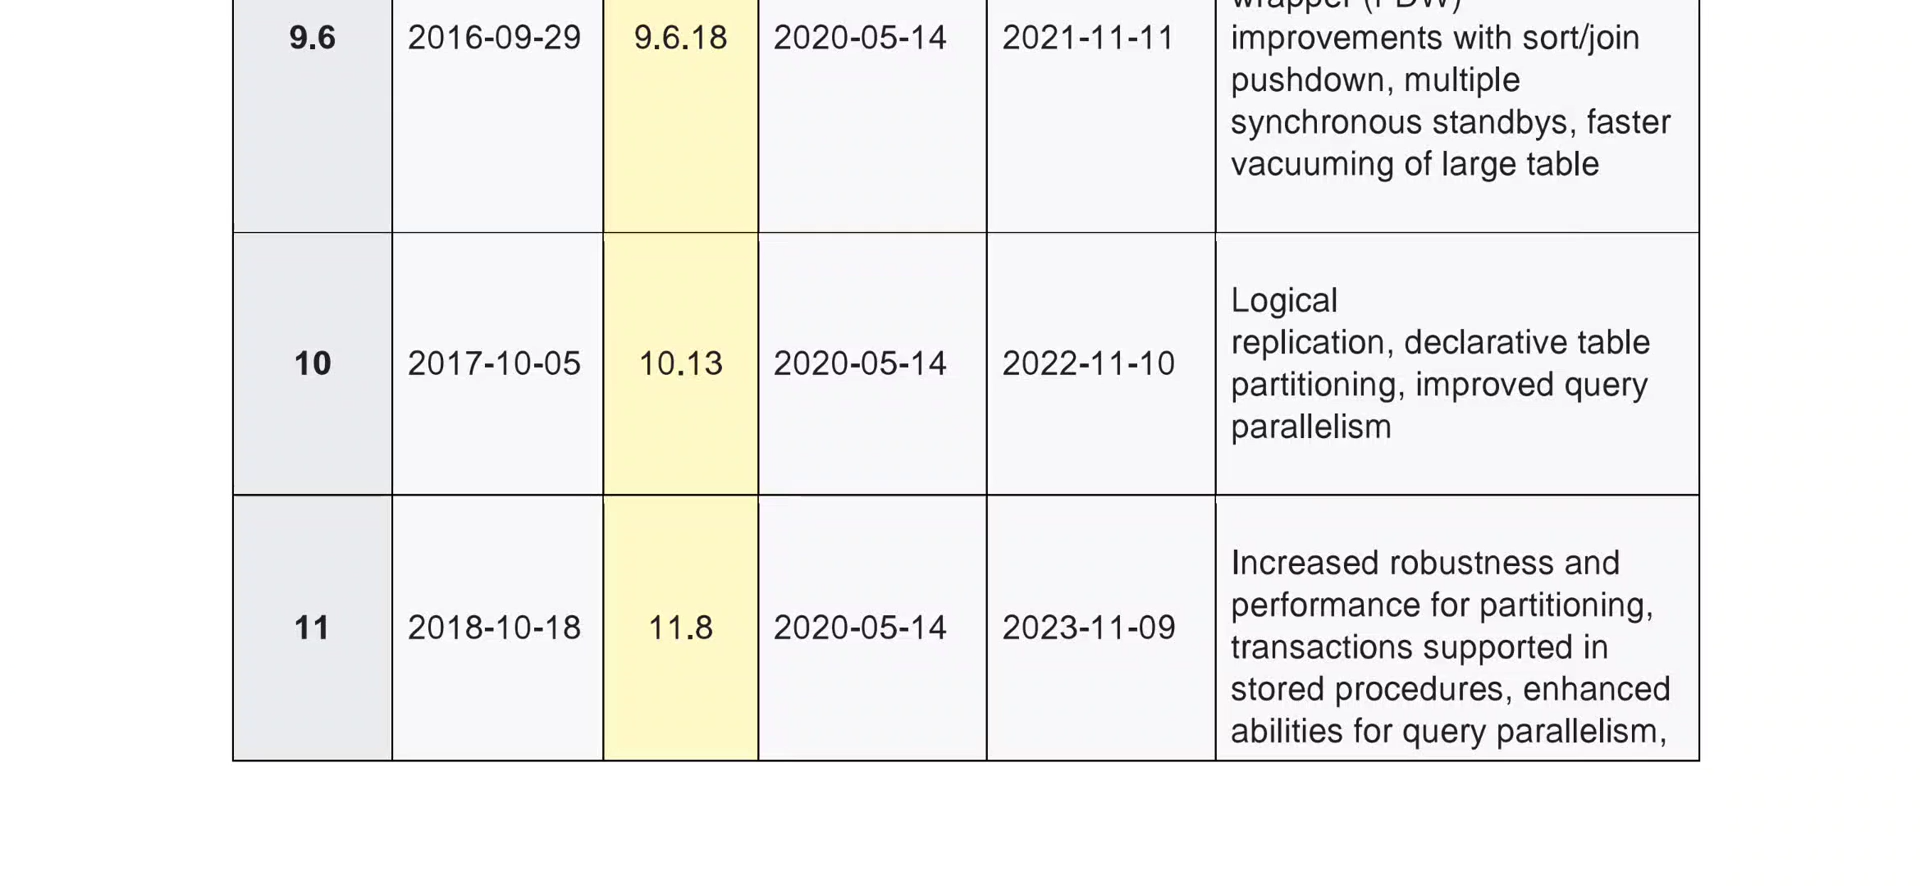 wrapper (FDW)
9.6 2016-09-29 9.6.18 2020-05-14 2021-11-11 improvements with sort/join
pushdown, multiple
synchronous standbys, faster
vacuuming of large table
Logical
replication, declarative table
10 2017-10-05 10.13 2020-05-14 2022-11-10
partitioning, improved query
parallelism
Increased robustness and
performance for partitioning,
11 2018-10-18 11.8 2020-05-14 2023-11-09
transactions supported in
stored procedures, enhanced
abilities for query parallelism,